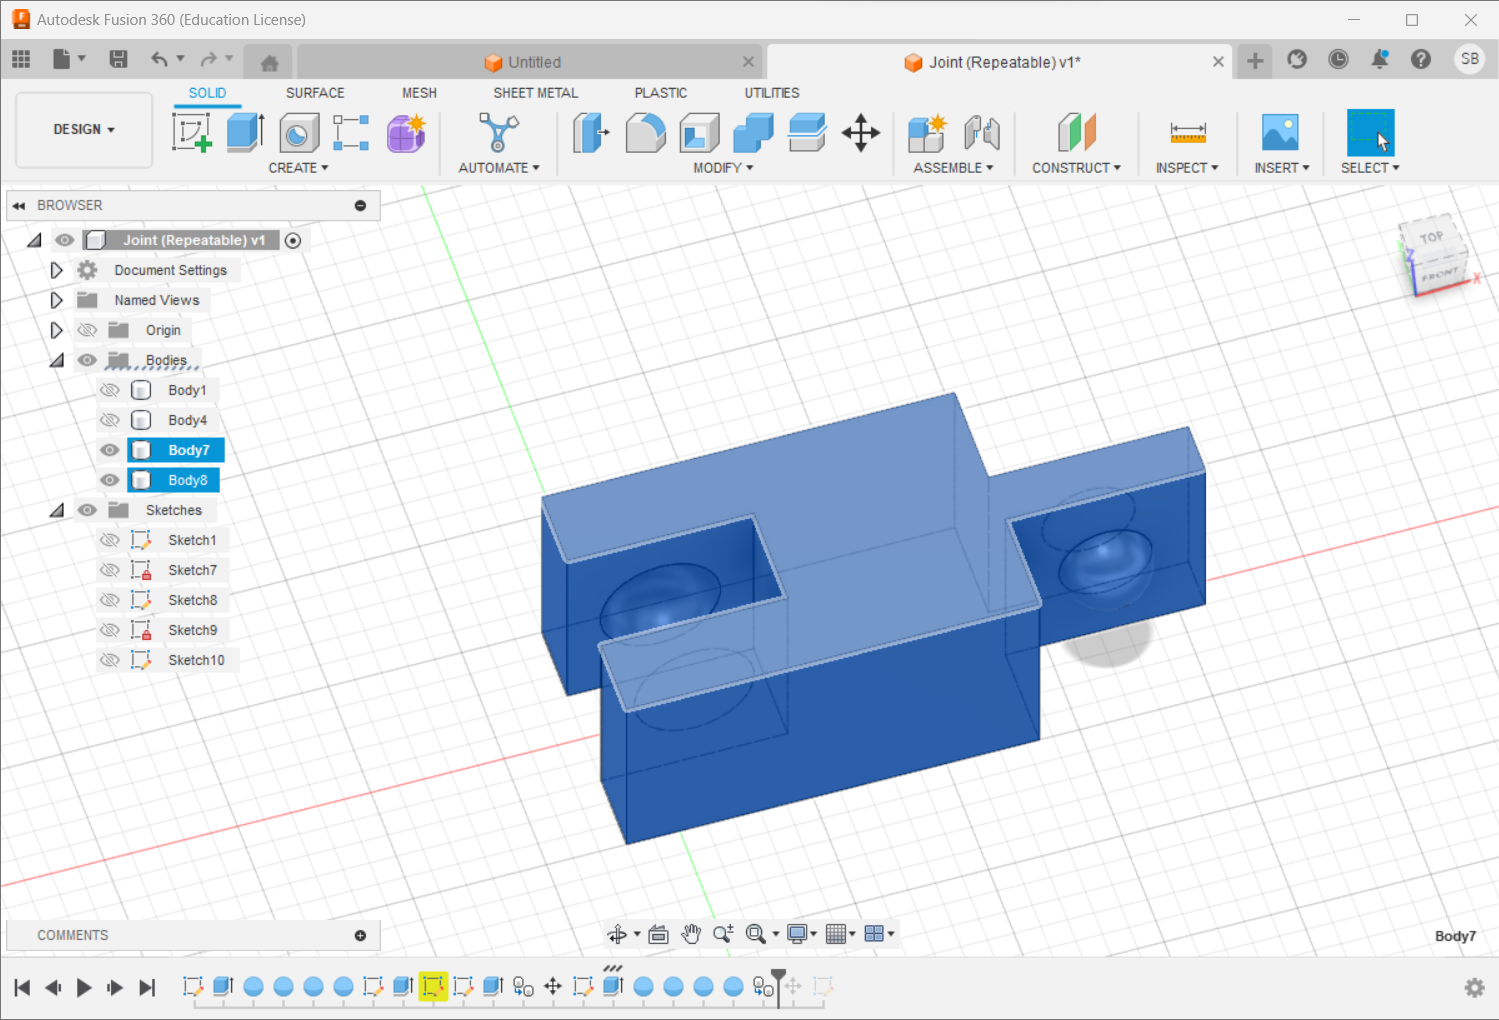 Autodesk Fusion 360 (Education License)
Untitled
Joint (Repeatable) v1*
SB
DESIGN
SOLID
SURFACE
MESH
SHEET METAL
PLASTIC
UTILITIES
CREATE
AUTOMATE
MODIFY
ASSEMBLE
CONSTRUCT
INSPECT
INSERT
SELECT
BROWSER
Joint (Repeatable) v1
Document Settings
Named Views
Origin
Bodies
Body1
Body4
Body7
Body8
Sketches
Sketch1
Sketch7
Sketch8
Sketch9
Sketch10
TOP
FRONT
Z
X
COMMENTS
Body7